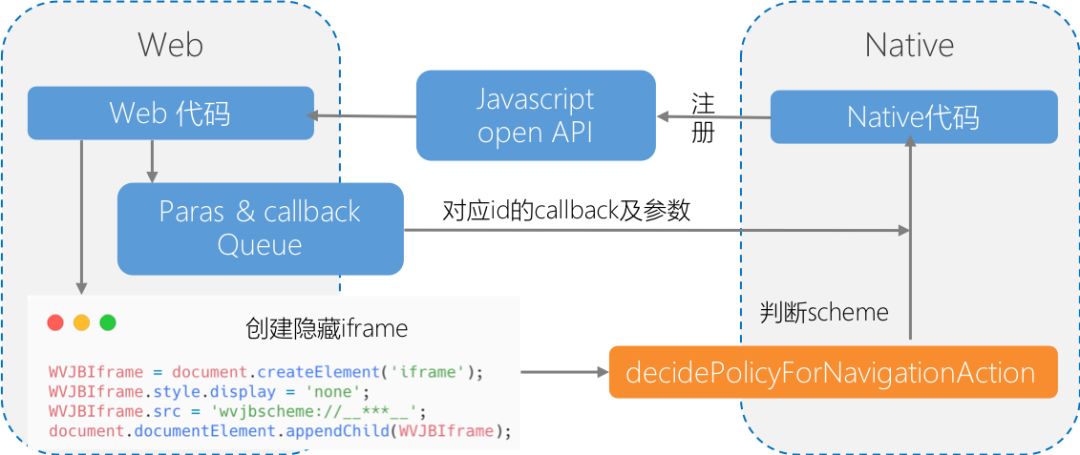 Web
Native
Web 代码
Javascript
open API
注
册
Native代码
Paras & callback
Queue
对应id的callback及参数
创建隐藏iframe
判断scheme
WVJBIframe = document.createElement('iframe');
WVJBIframe.style.display = 'none';
WVJBIframe.src = 'wvjbscheme://__***__';
document.documentElement.appendChild(WVJBIframe);
decidePolicyForNavigationAction